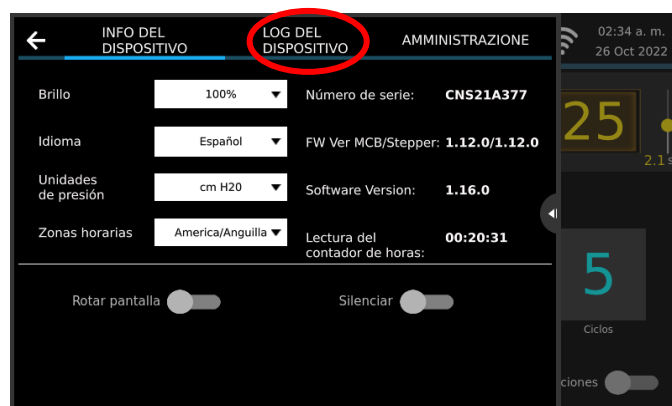 INFO DEL
DISPOSITIVO
LOG DEL
DISPOSITIVO
AMMINISTRAZIONE
02:34 a. m.
26 Oct 2022
Brillo
100%
Número de serie:
CNS21A377
Idioma
Español
FW Ver MCB/Stepper:
1.12.0/1.12.0
Unidades
de presión
cm H20
Software Version:
1.16.0
Zonas horarias
America/Anguilla
Lectura del
contador de horas:
00:20:31
Rotar pantalla
Silenciar
25
2.1 s
5
Ciclos
ciones